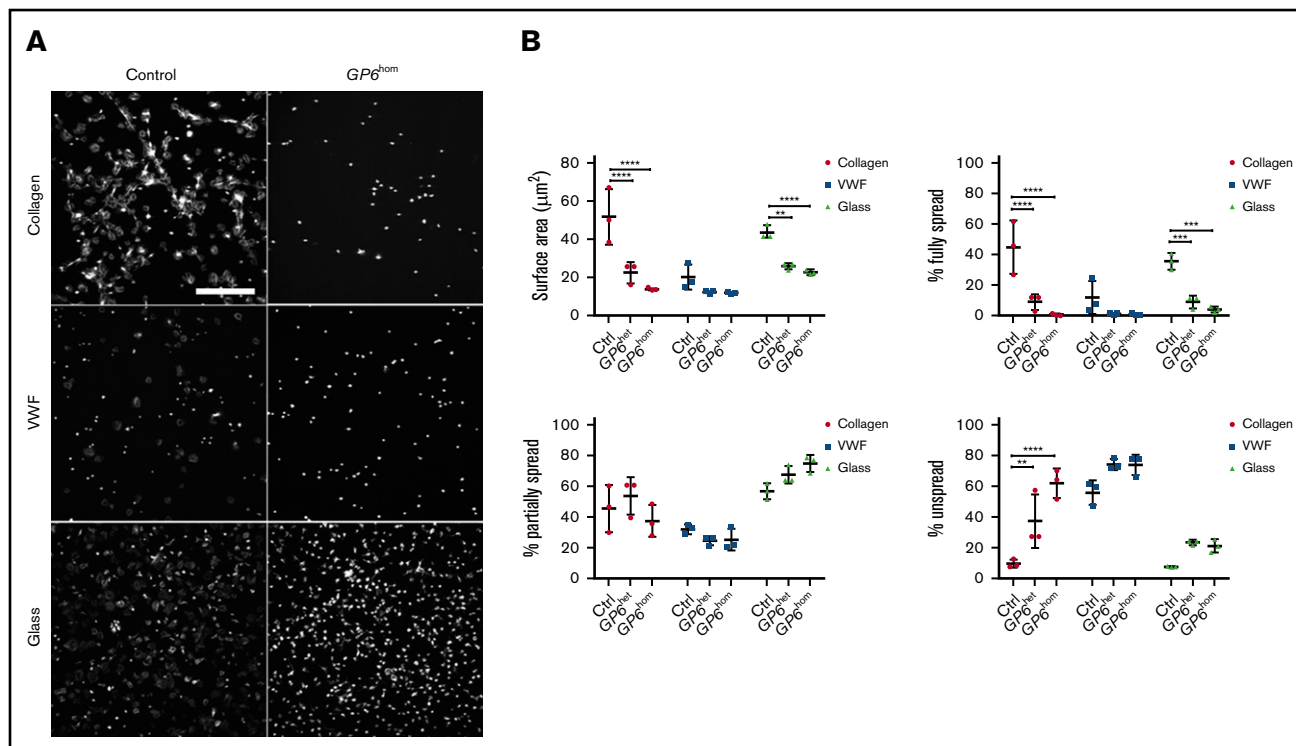 A
Control
GP6hom
Collagen
VWF
Glass
B
Surface area (μm²)
80
60
40
20
0
****
****
**
****
Collagen
VWF
Glass
Ctrl
GP6het
GP6hom
Ctrl
GP6het
GP6hom
Ctrl
GP6het
GP6hom
% fully spread
100
80
60
40
20
0
****
****
***
***
Collagen
VWF
Glass
Ctrl
GP6het
GP6hom
Ctrl
GP6het
GP6hom
Ctrl
GP6het
GP6hom
% partially spread
100
80
60
40
20
0
Collagen
VWF
Glass
Ctrl
GP6het
GP6hom
Ctrl
GP6het
GP6hom
Ctrl
GP6het
GP6hom
% unspread
100
80
60
40
20
0
****
**
Collagen
VWF
Glass
Ctrl
GP6het
GP6hom
Ctrl
GP6het
GP6hom
Ctrl
GP6het
GP6hom